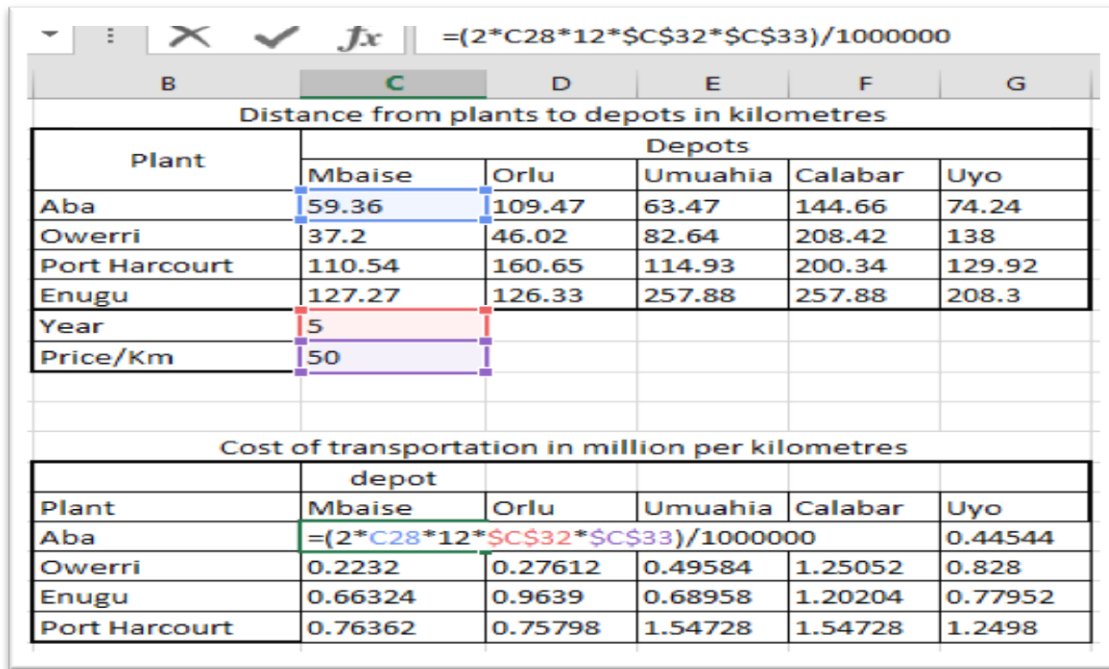 fx =(2*C28*12*$C$32*$C$33)/1000000
B C D E F G
Distance from plants to depots in kilometres
Plant Depots
Mbaise Orlu Umuahia Calabar Uyo
Aba 59.36 109.47 63.47 144.66 74.24
Owerri 37.2 46.02 82.64 208.42 138
Port Harcourt 110.54 160.65 114.93 200.34 129.92
Enugu 127.27 126.33 257.88 257.88 208.3
Year 5
Price/Km 50
Cost of transportation in million per kilometres
depot
Plant Mbaise Orlu Umuahia Calabar Uyo
Aba =(2*C28*12*$C$32*$C$33)/1000000 0.44544
Owerri 0.2232 0.27612 0.49584 1.25052 0.828
Enugu 0.66324 0.9639 0.68958 1.20204 0.77952
Port Harcourt 0.76362 0.75798 1.54728 1.54728 1.2498